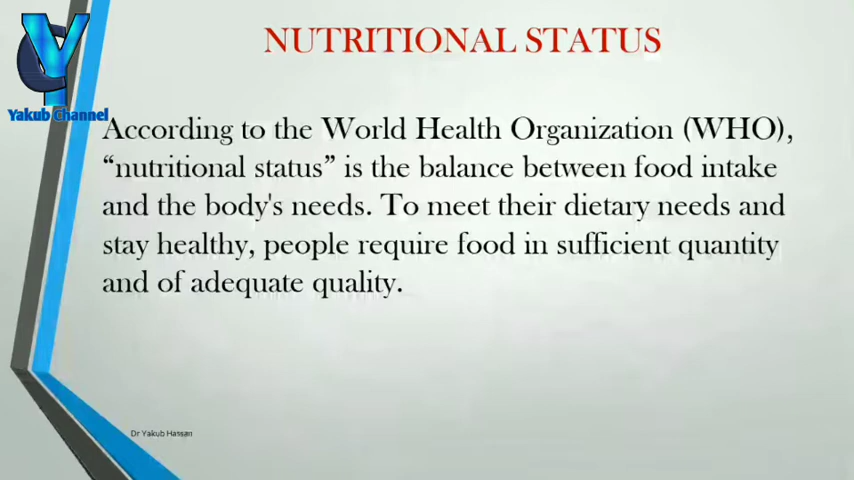 NUTRITIONAL STATUS
Yakub Channel
According to the World Health Organization (WHO),
“nutritional status” is the balance between food intake
and the body's needs. To meet their dietary needs and
stay healthy, people require food in sufficient quantity
and of adequate quality.
Dr Yakub Hassan